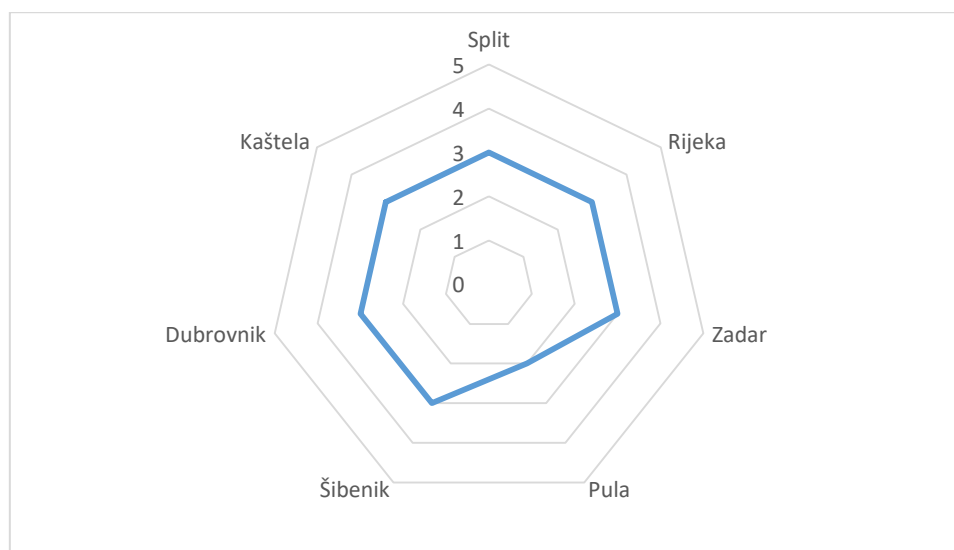 Split
5
4
3
2
1
0
Kaštela
Rijeka
Dubrovnik
Zadar
Šibenik
Pula